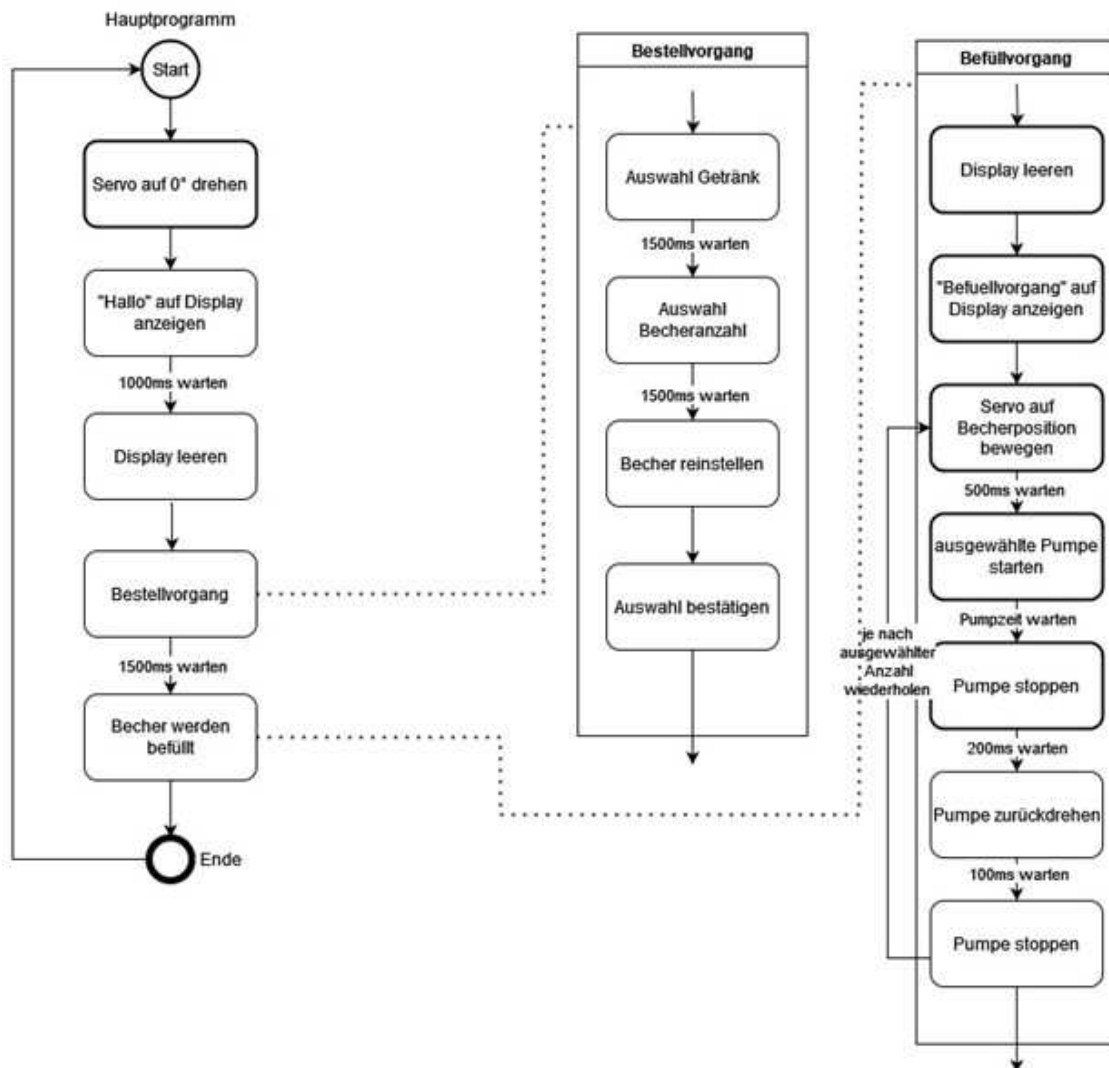 Hauptprogramm
Start
Servo auf 0° drehen
"Hallo" auf Display
anzeigen
1000ms warten
Display leeren
Bestellvorgang
1500ms warten
Becher werden
befüllt
Ende
Bestellvorgang
Auswahl Getränk
1500ms warten
Auswahl
Becheranzahl
1500ms warten
Becher reinstellen
Auswahl bestätigen
Befüllvorgang
Display leeren
"Befuellvorgang" auf
Display anzeigen
Servo auf
Becherposition
bewegen
500ms warten
ausgewählte Pumpe
starten
Pumpzeit warten
je nach
ausgewählter
Anzahl
wiederholen
Pumpe stoppen
200ms warten
Pumpe zurückdrehen
100ms warten
Pumpe stoppen